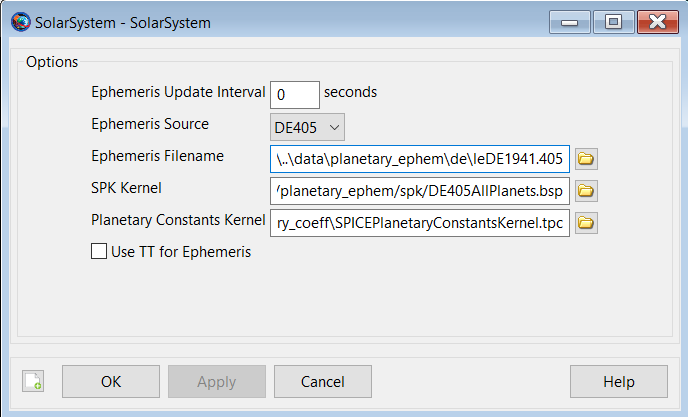 SolarSystem - SolarSystem
Options
Ephemeris Update Interval 0 seconds
Ephemeris Source DE405
Ephemeris Filename \..\data\planetary_ephem\de\leDE1941.405
SPK Kernel /planetary_ephem/spk/DE405AllPlanets.bsp
Planetary Constants Kernel ry_coeff\SPICEPlanetaryConstantsKernel.tpc
Use TT for Ephemeris
OK Apply Cancel Help